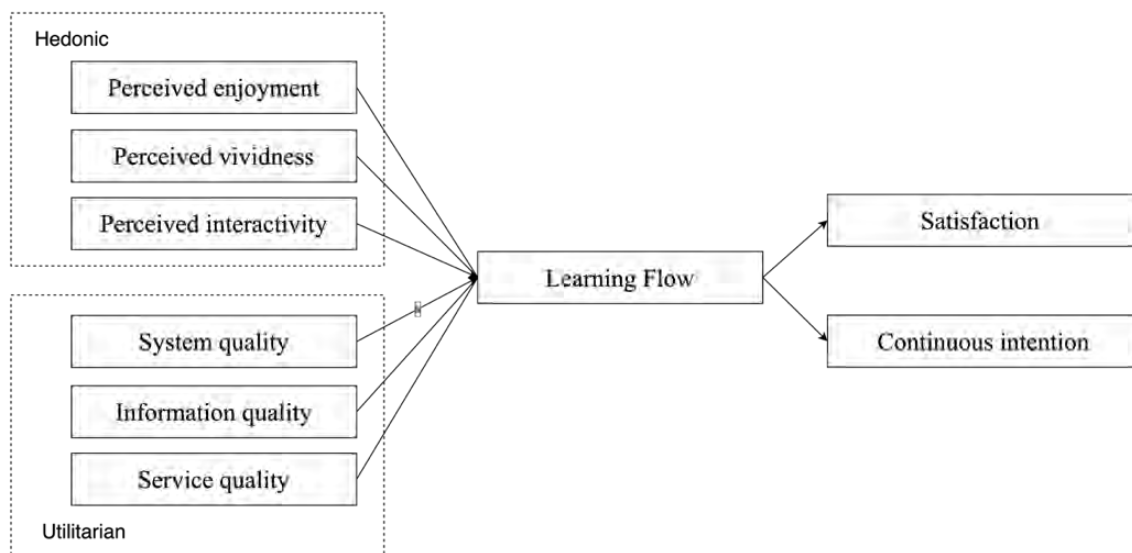 Hedonic
Perceived enjoyment
Perceived vividness
Perceived interactivity
Learning Flow
Satisfaction
Continuous intention
System quality
Information quality
Service quality
Utilitarian